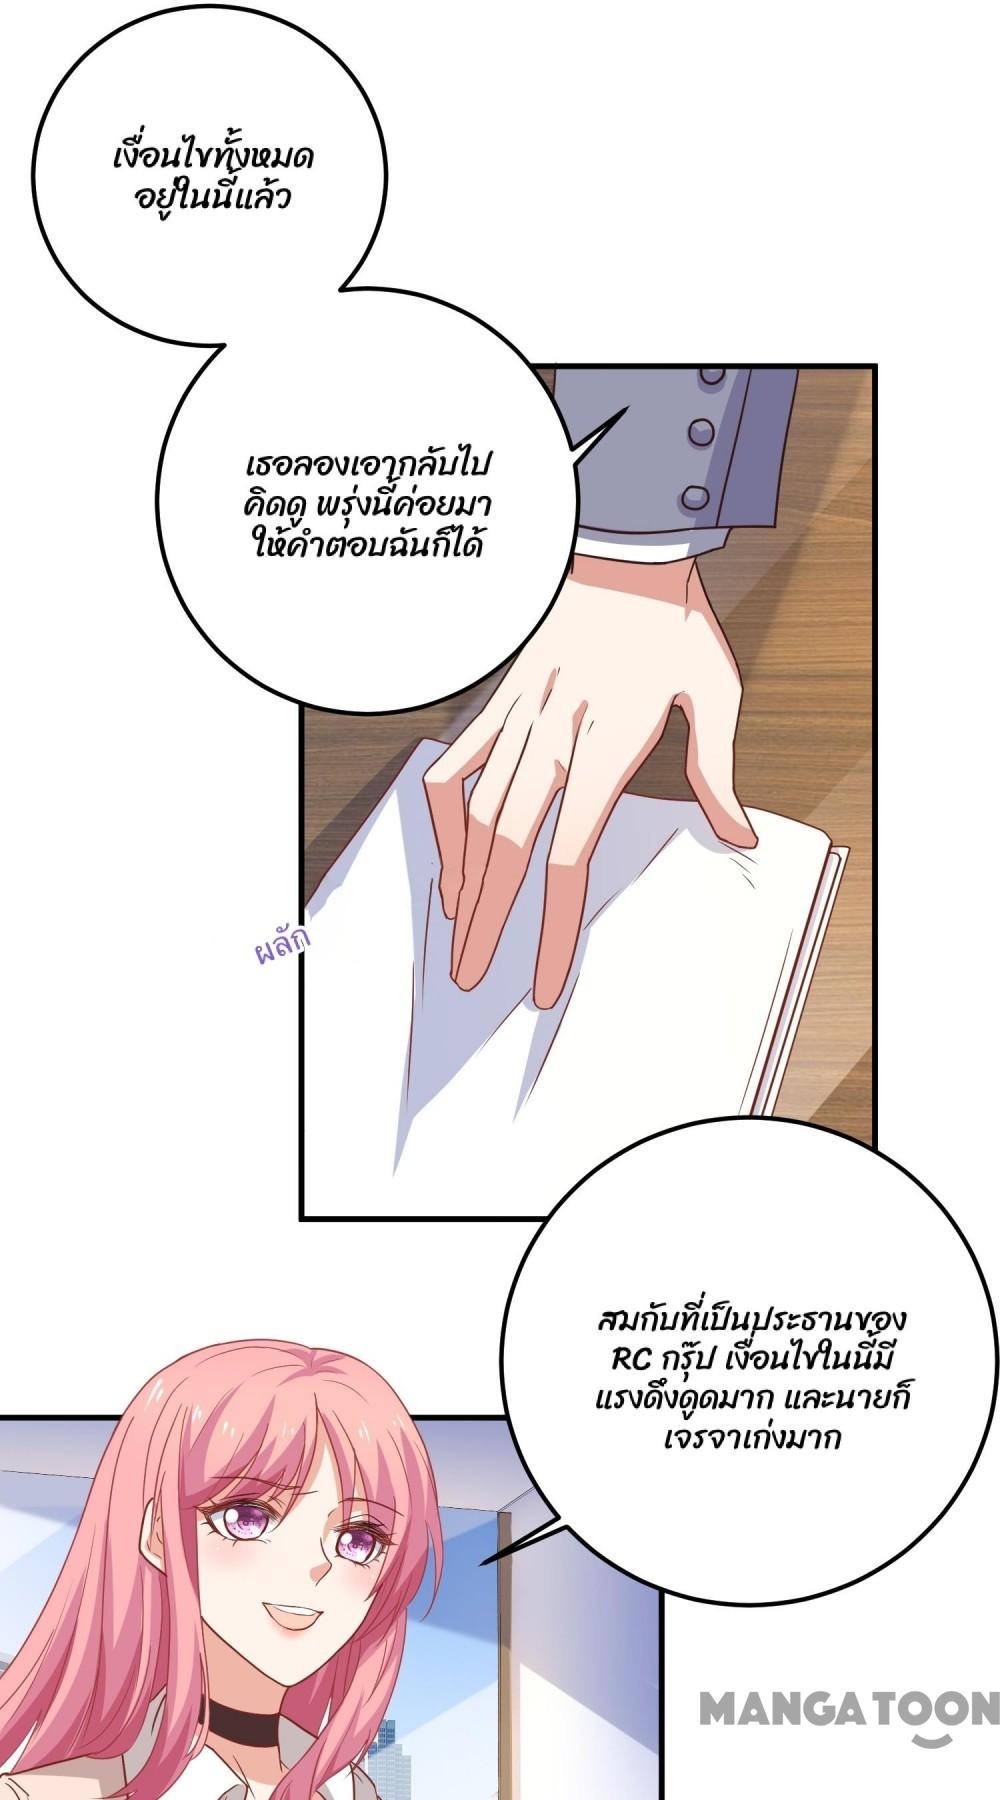 เงื่อนไขทั้งหมด
อยู่ในนี้แล้ว
เธอลองเอากลับไป
คิดดู พรุ่งนี้ค่อยมา
ให้คำตอบฉันก็ได้
ผลัก
สมกับที่เป็นประธานของ
RC กรุ๊ป เงื่อนไขในนี้มี
แรงดึงดูดมาก และนายก็
เจรจาเก่งมาก
MANGATOON